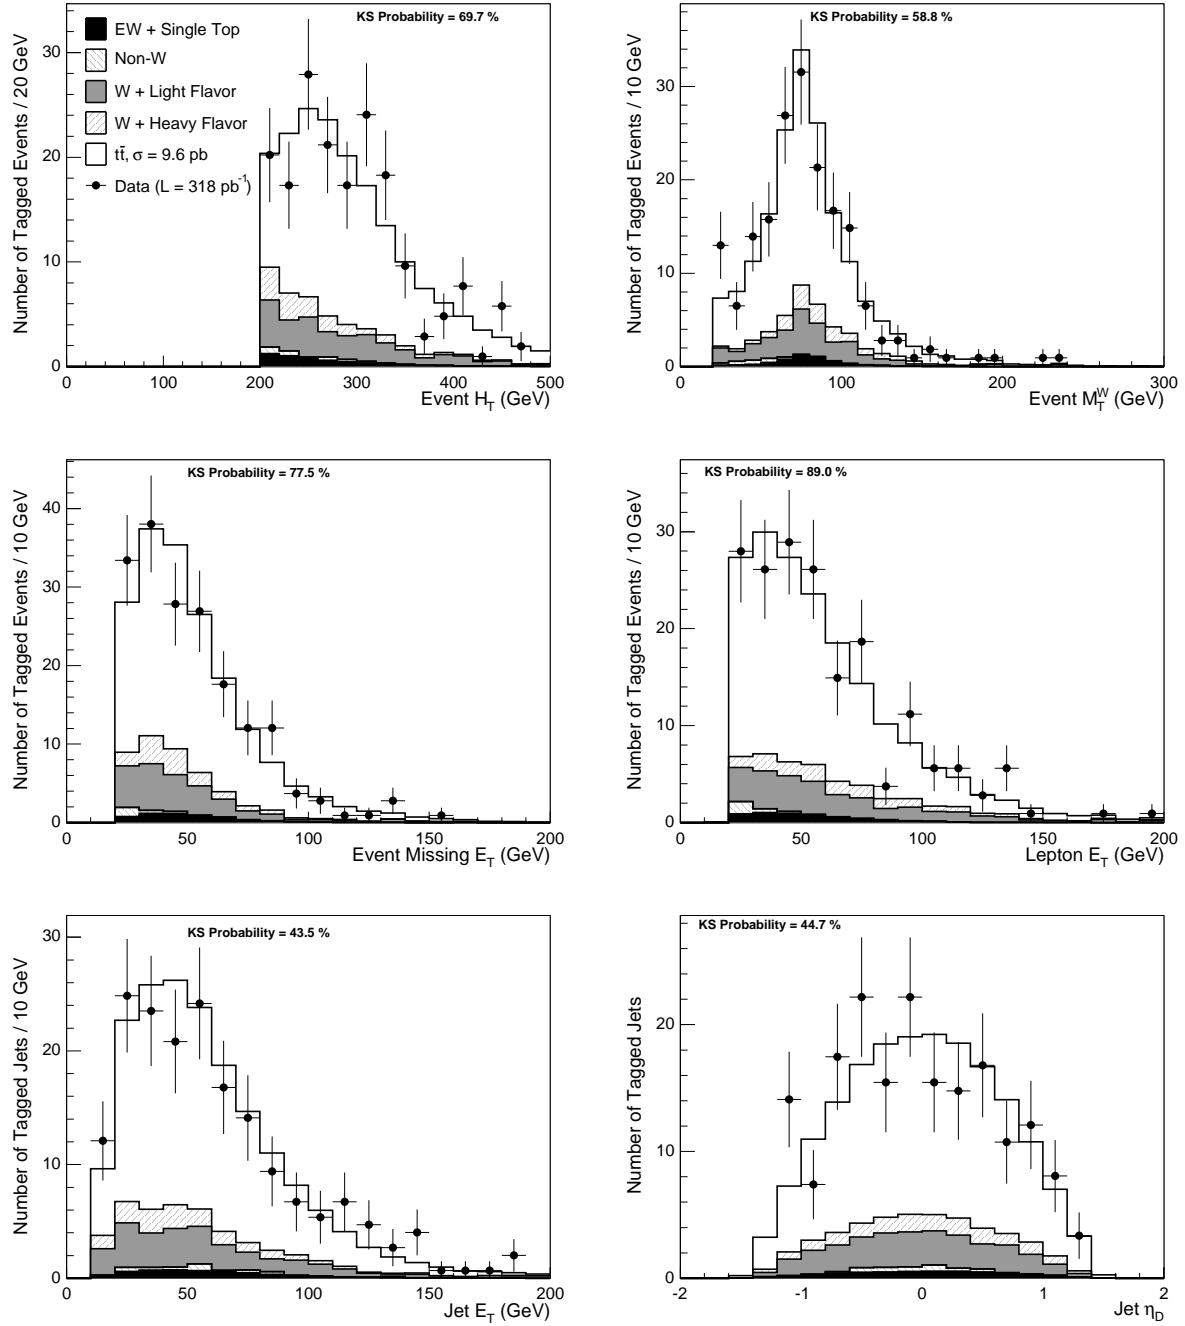 KS Probability = 69.7 %
EW + Single Top
Non-W
W + Light Flavor
W + Heavy Flavor
tt̄, σ = 9.6 pb
Data (L = 318 pb⁻¹)
Number of Tagged Events / 20 GeV
30
20
10
0
0 100 200 300 400 500
Event H_T (GeV)
KS Probability = 58.8 %
Number of Tagged Events / 10 GeV
30
20
10
0
0 100 200 300
Event M_T^W (GeV)
KS Probability = 77.5 %
Number of Tagged Events / 10 GeV
40
30
20
10
0
0 50 100 150 200
Event Missing E_T (GeV)
KS Probability = 89.0 %
Number of Tagged Events / 10 GeV
30
20
10
0
0 50 100 150 200
Lepton E_T (GeV)
KS Probability = 43.5 %
Number of Tagged Jets / 10 GeV
30
20
10
0
0 50 100 150 200
Jet E_T (GeV)
KS Probability = 44.7 %
Number of Tagged Jets
20
10
0
-2 -1 0 1 2
Jet η_D